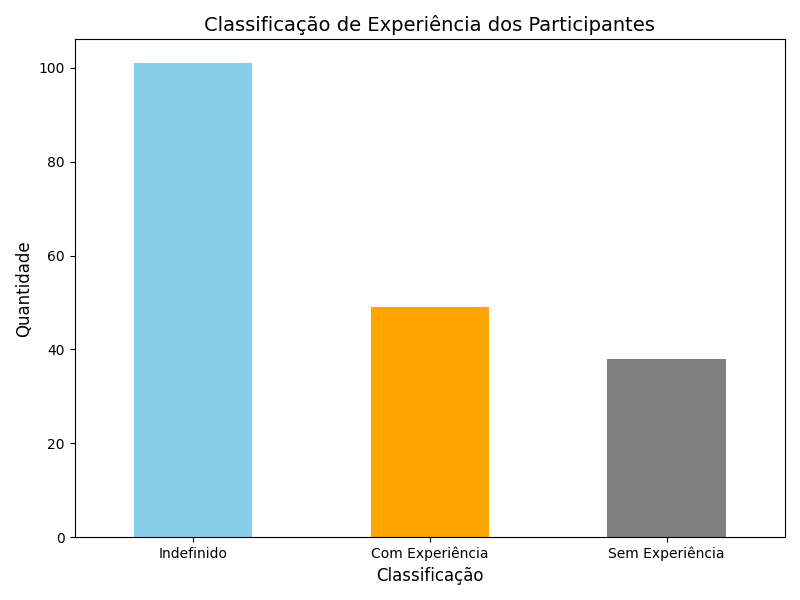 Classificação de Experiência dos Participantes
100
80
60
40
20
0
Quantidade
Indefinido
Com Experiência
Sem Experiência
Classificação